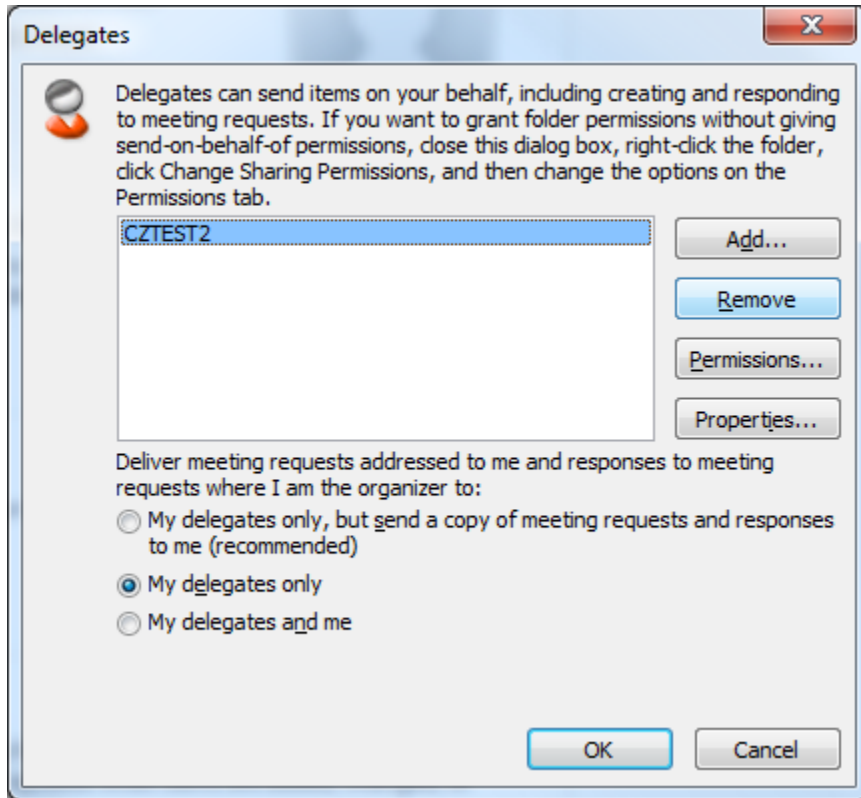 Delegates
Delegates can send items on your behalf, including creating and responding
to meeting requests. If you want to grant folder permissions without giving
send-on-behalf-of permissions, close this dialog box, right-click the folder,
click Change Sharing Permissions, and then change the options on the
Permissions tab.
CZTEST2
Add...
Remove
Permissions...
Properties...
Deliver meeting requests addressed to me and responses to meeting
requests where I am the organizer to:
My delegates only, but send a copy of meeting requests and responses
to me (recommended)
My delegates only
My delegates and me
OK
Cancel